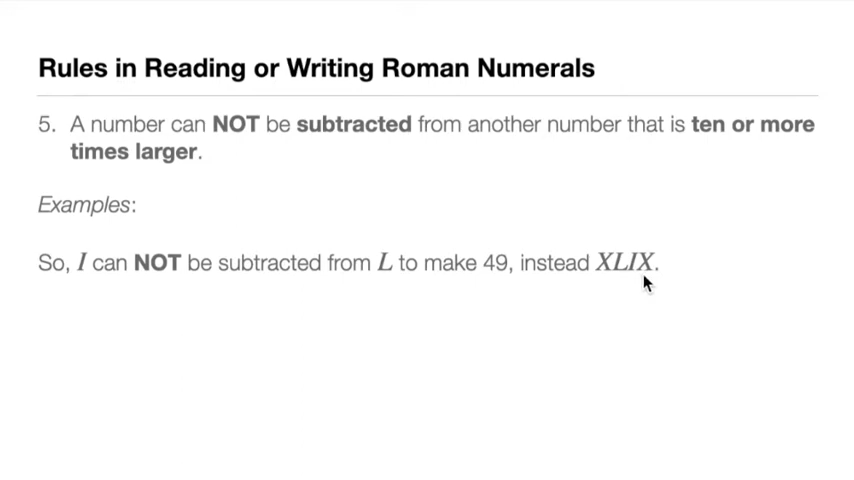 Rules in Reading or Writing Roman Numerals
5. A number can NOT be subtracted from another number that is ten or more
times larger.
Examples:
So, I can NOT be subtracted from L to make 49, instead XLIX.